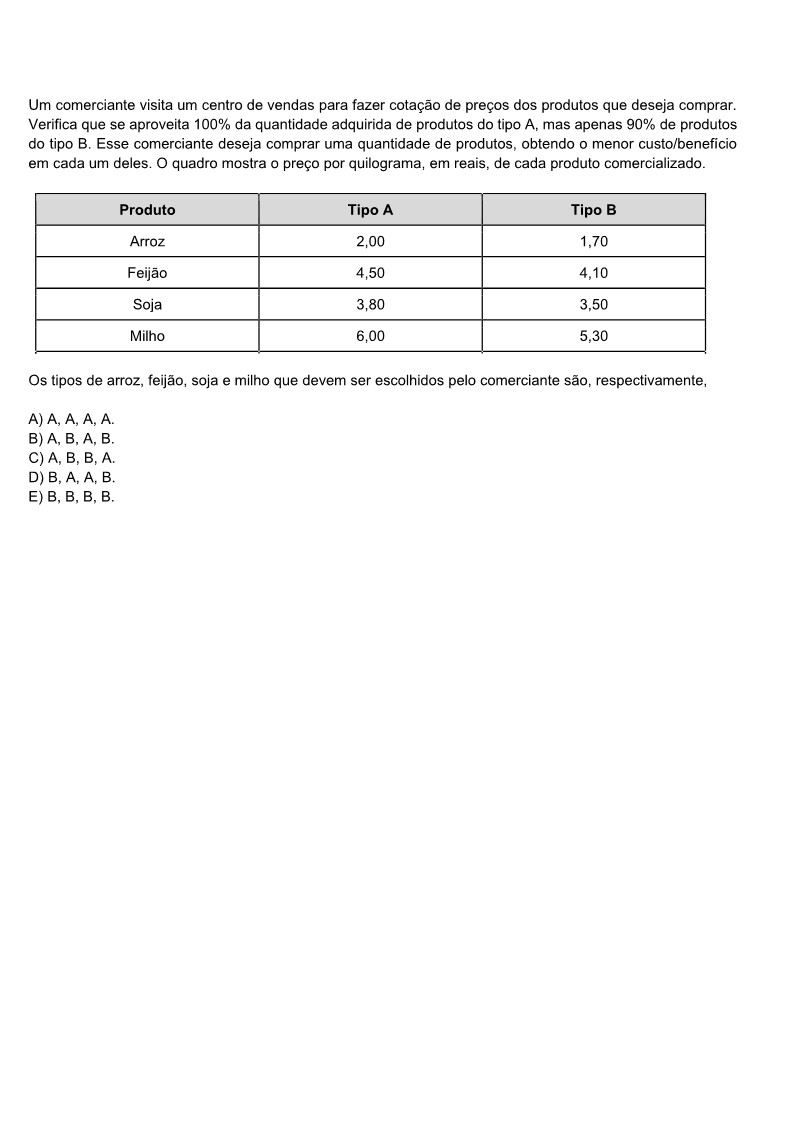 Um comerciante visita um centro de vendas para fazer cotação de preços dos produtos que deseja comprar.
Verifica que se aproveita 100% da quantidade adquirida de produtos do tipo A, mas apenas 90% de produtos
do tipo B. Esse comerciante deseja comprar uma quantidade de produtos, obtendo o menor custo/benefício
em cada um deles. O quadro mostra o preço por quilograma, em reais, de cada produto comercializado.
Produto Tipo A Tipo B
Arroz 2,00 1,70
Feijão 4,50 4,10
Soja 3,80 3,50
Milho 6,00 5,30
Os tipos de arroz, feijão, soja e milho que devem ser escolhidos pelo comerciante são, respectivamente,
A) A, A, A, A.
B) A, B, A, B.
C) A, B, B, A.
D) B, A, A, B.
E) B, B, B, B.